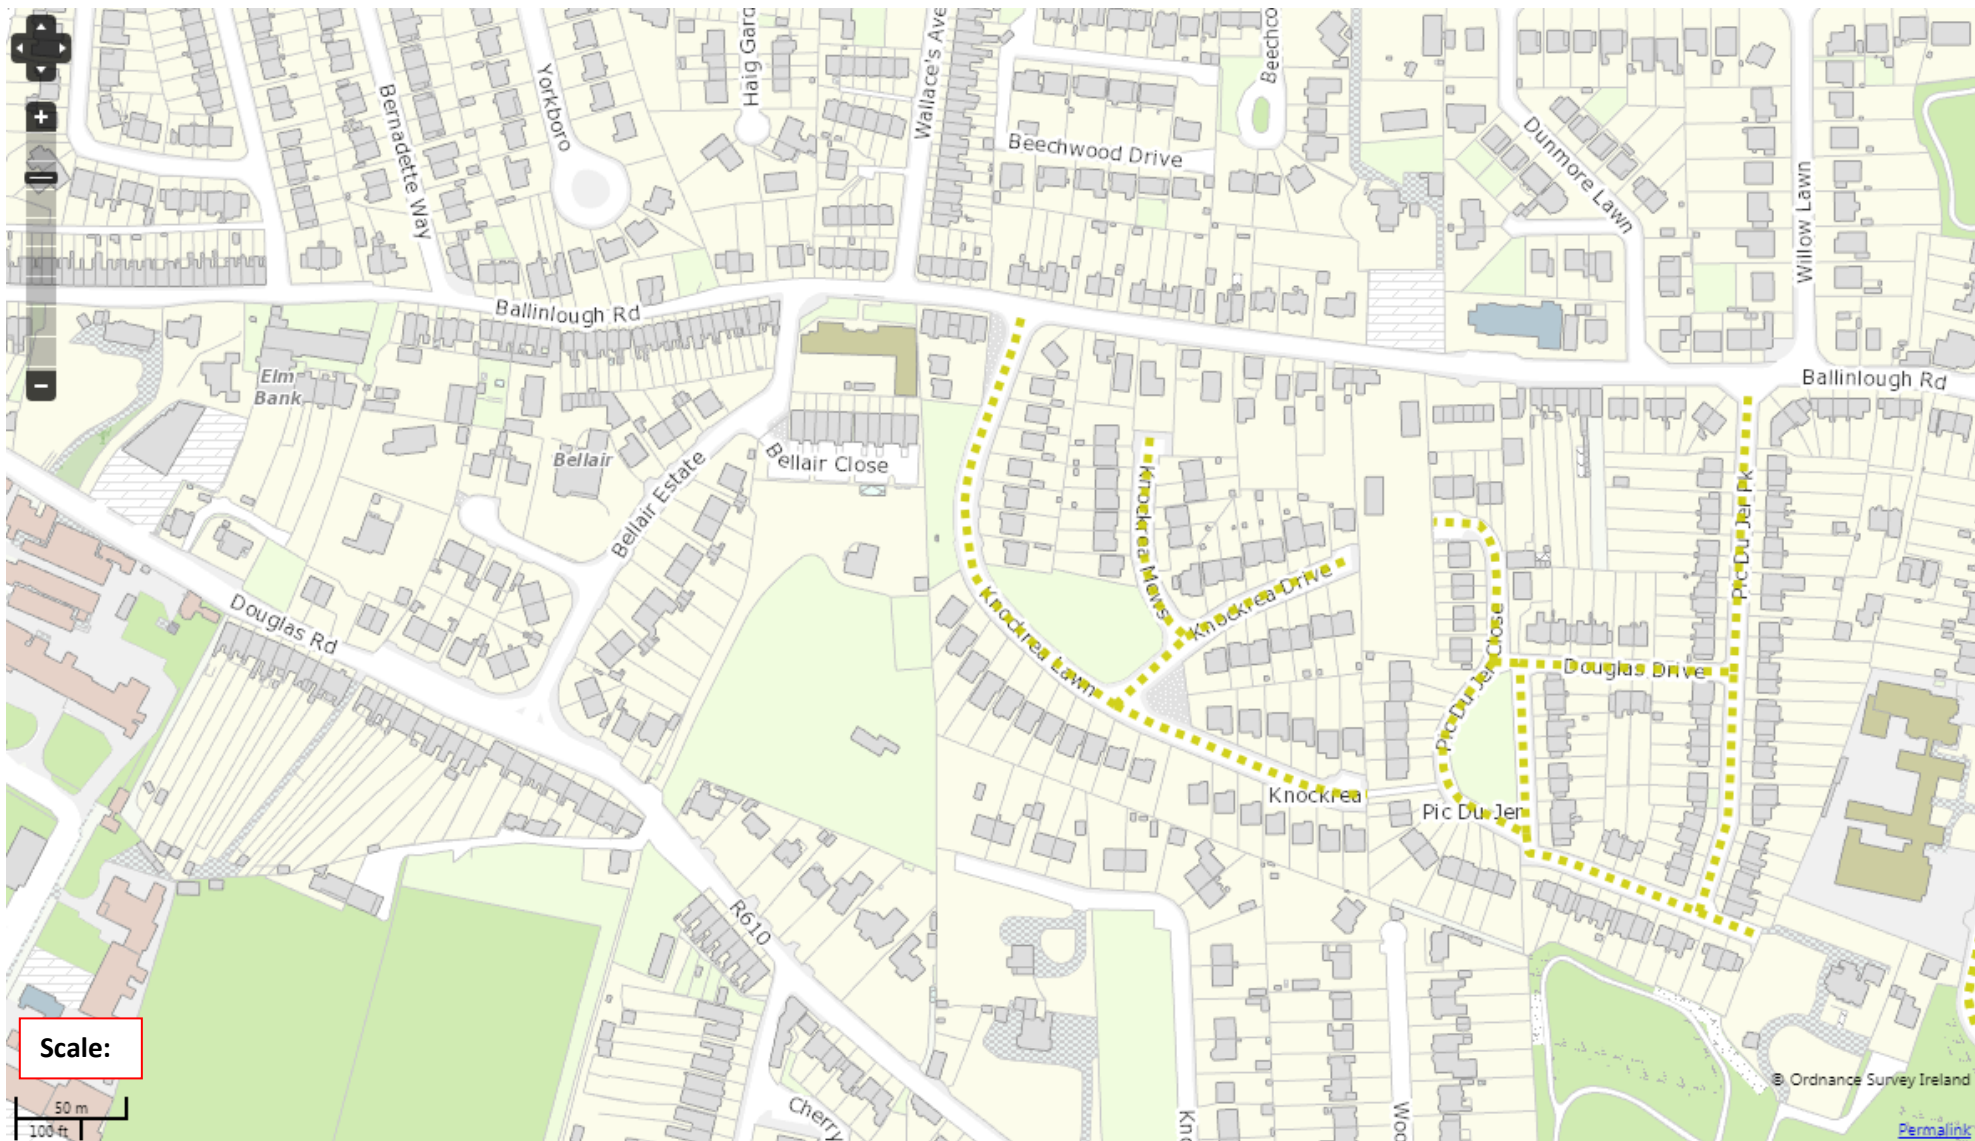 Haig Gard
Wallace's Ave
Beechco
Yorkboro
Bernadette Way
Beechwood Drive
Dunmore Lawn
Willow Lawn
Ballinlough Rd
Elm
Bank
Bellair
Bellair Close
Bellair Estate
Ballinlough Rd
Knockrea Mews
Knockrea Drive
Knockrea Lawn
Pic Du Jer Pk
Pic Du Jer Close
Douglas Drive
Douglas Rd
Knockrea
Pic Du Jer
R610
Scale:
50 m
100 ft
Cherry
Kno
Woo
© Ordnance Survey Ireland
Permalink